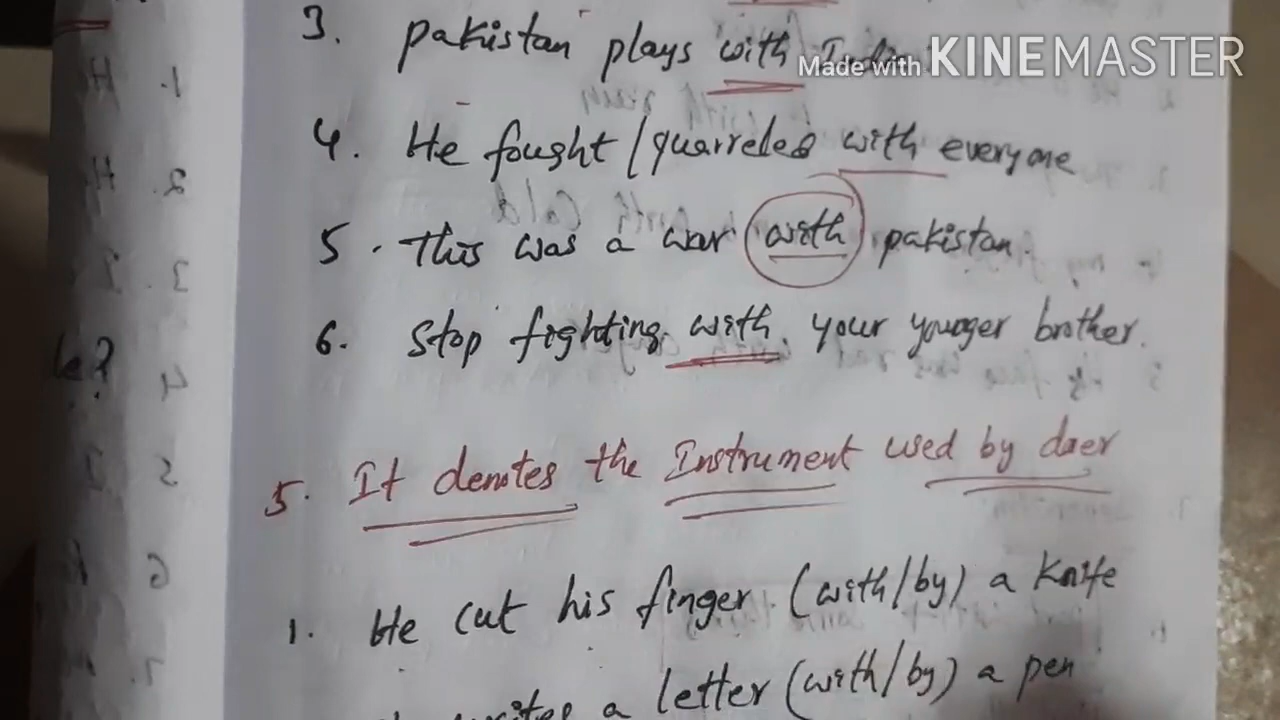 3. pakistan plays with India
Made with KINEMASTER
4. He fought/quarreled with everyone
5. This was a war with pakistan.
6. Stop fighting with your younger brother.
5. It denotes the Instrument used by doer
1. He cut his finger (with/by) a Knife
writes a letter (with/by) a pen